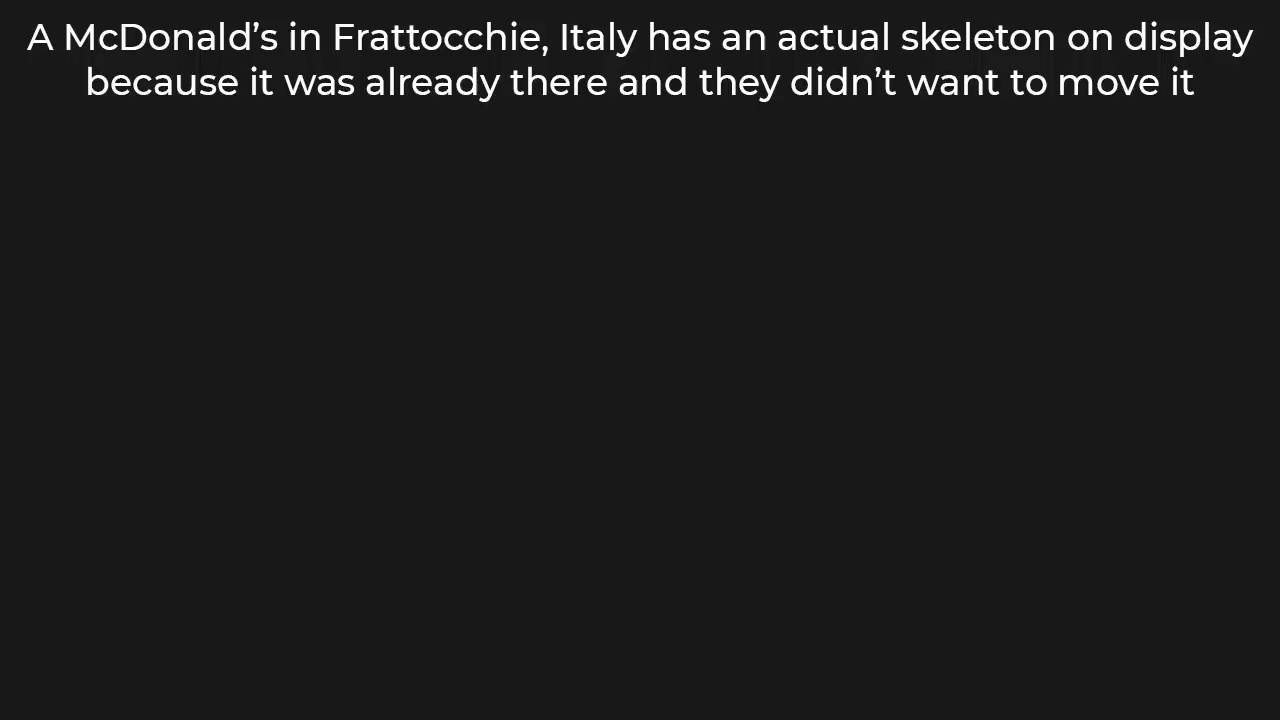 A McDonald’s in Frattocchie, Italy has an actual skeleton on display
because it was already there and they didn’t want to move it